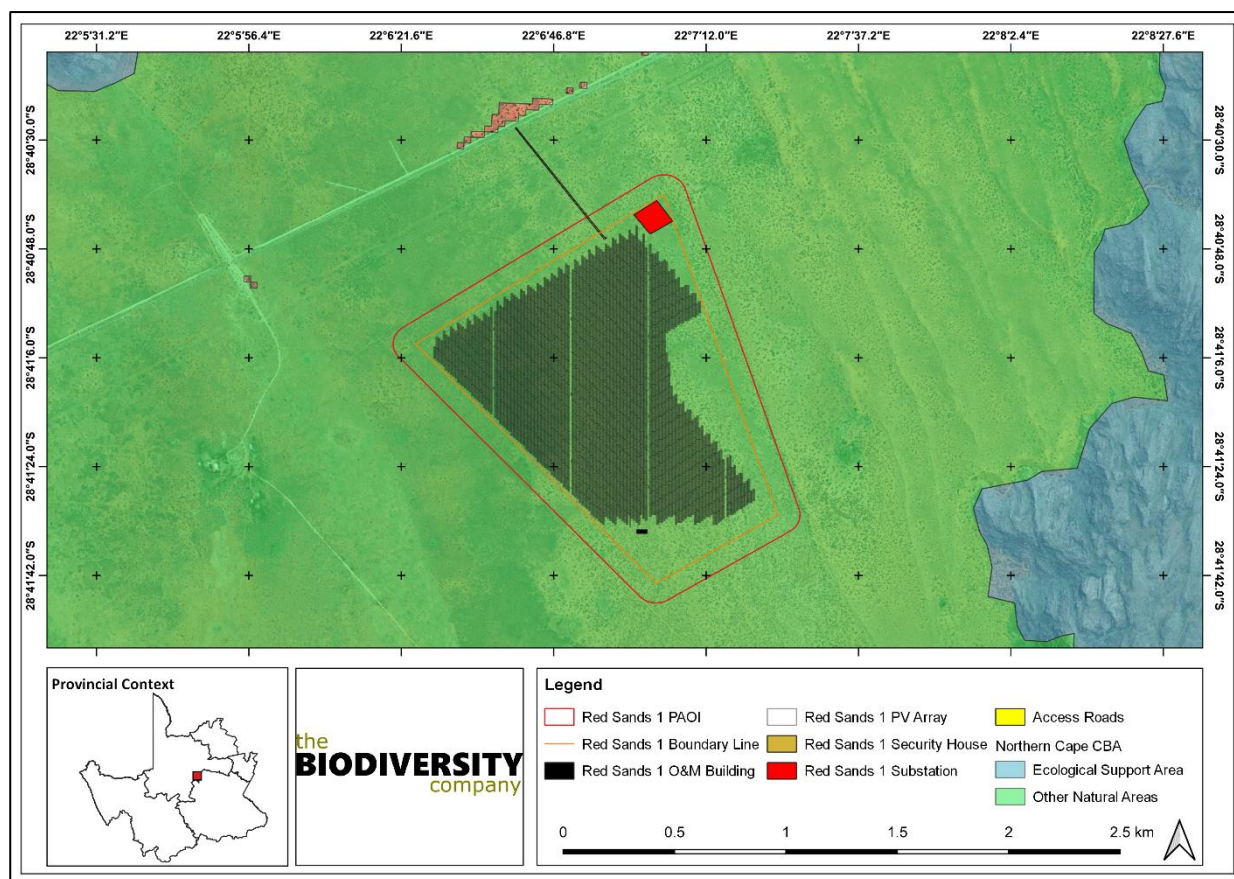 22°5'31.2"E 22°5'56.4"E 22°6'21.6"E 22°6'46.8"E 22°7'12.0"E 22°7'37.2"E 22°8'2.4"E 22°8'27.6"E
28°40'30.0"S 28°40'30.0"S
28°40'48.0"S 28°40'48.0"S
28°41'6.0"S 28°41'6.0"S
28°41'24.0"S 28°41'24.0"S
28°41'42.0"S 28°41'42.0"S
Provincial Context
the
BIODIVERSITY
company
Legend
Red Sands 1 PAOI
Red Sands 1 Boundary Line
Red Sands 1 O&M Building
Red Sands 1 PV Array
Red Sands 1 Security House
Red Sands 1 Substation
Access Roads
Northern Cape CBA
Ecological Support Area
Other Natural Areas
0 0.5 1 1.5 2 2.5 km